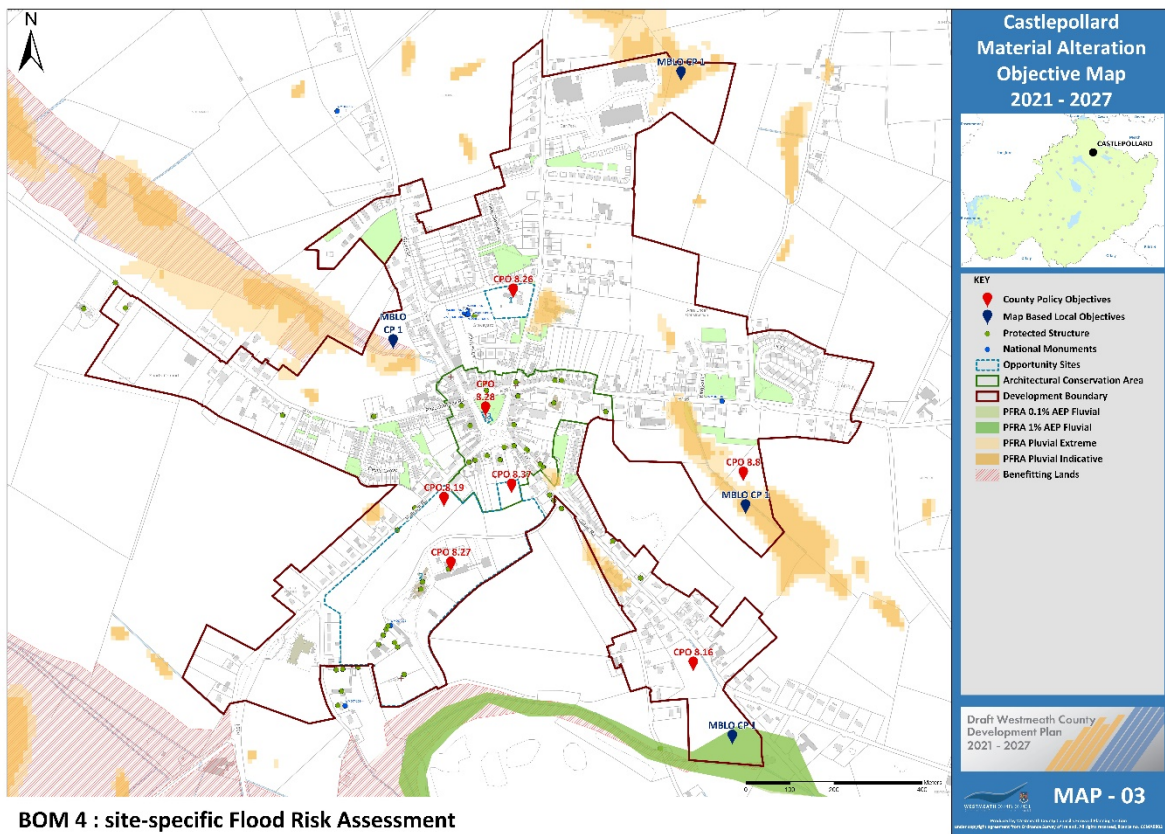 N
MBLO CP 1
CPO 8.26
MBLO
CP 1
CPO
8.28
CPO 8.8
MBLO CP 1
CPO 8.37
CPO 8.19
CPO 8.27
CPO 8.16
MBLO CP 1
Meters
0
100
200
400
Castlepollard
Material Alteration
Objective Map
2021 - 2027
CASTLEPOLLARD
KEY
County Policy Objectives
Map Based Local Objectives
Protected Structure
National Monuments
Opportunity Sites
Architectural Conservation Area
Development Boundary
PFRA 0.1% AEP Fluvial
PFRA 1% AEP Fluvial
PFRA Pluvial Extreme
PFRA Pluvial Indicative
Benefitting Lands
Draft Westmeath County
Development Plan
2021 - 2027
MAP - 03
BOM 4 : site-specific Flood Risk Assessment